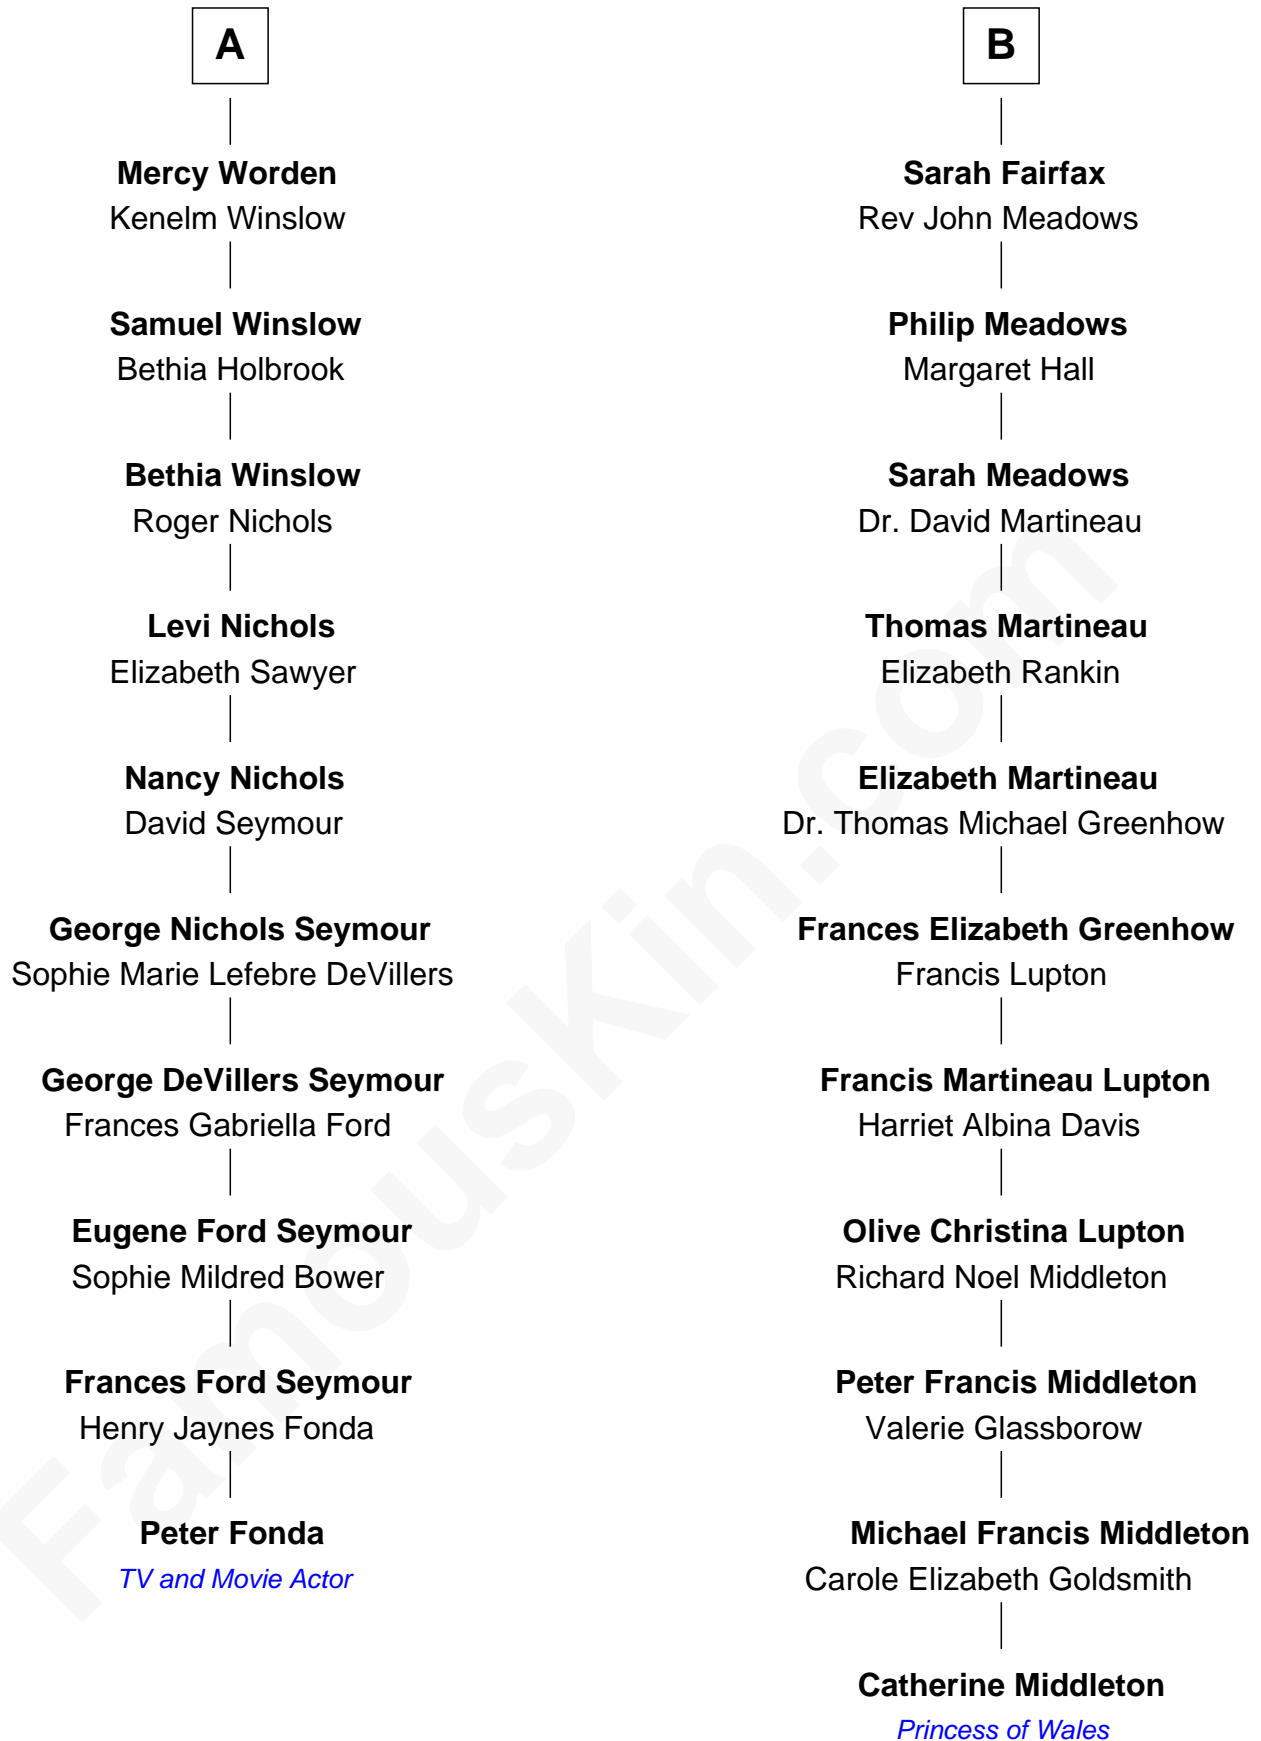 A
Mercy Worden
Kenelm Winslow
Samuel Winslow
Bethia Holbrook
Bethia Winslow
Roger Nichols
Levi Nichols
Elizabeth Sawyer
Nancy Nichols
David Seymour
George Nichols Seymour
Sophie Marie Lefebre DeVillers
George DeVillers Seymour
Frances Gabriella Ford
Eugene Ford Seymour
Sophie Mildred Bower
Frances Ford Seymour
Henry Jaynes Fonda
Peter Fonda
TV and Movie Actor
B
Sarah Fairfax
Rev John Meadows
Philip Meadows
Margaret Hall
Sarah Meadows
Dr. David Martineau
Thomas Martineau
Elizabeth Rankin
Elizabeth Martineau
Dr. Thomas Michael Greenhow
Frances Elizabeth Greenhow
Francis Lupton
Francis Martineau Lupton
Harriet Albina Davis
Olive Christina Lupton
Richard Noel Middleton
Peter Francis Middleton
Valerie Glassborow
Michael Francis Middleton
Carole Elizabeth Goldsmith
Catherine Middleton
Princess of Wales
FamousKin.com